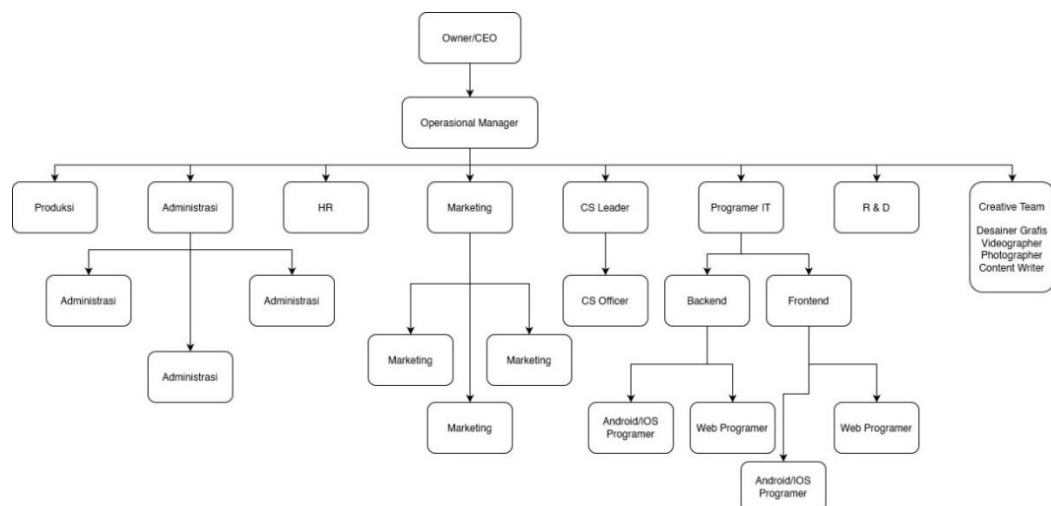 Owner/CEO
Operasional Manager
Produksi
Administrasi
HR
Marketing
CS Leader
Programer IT
R & D
Creative Team
Desainer Grafis
Videographer
Photographer
Content Writer
Administrasi
Administrasi
CS Officer
Backend
Frontend
Administrasi
Marketing
Marketing
Marketing
Android/IOS
Programer
Web Programer
Web Programer
Android/IOS
Programer